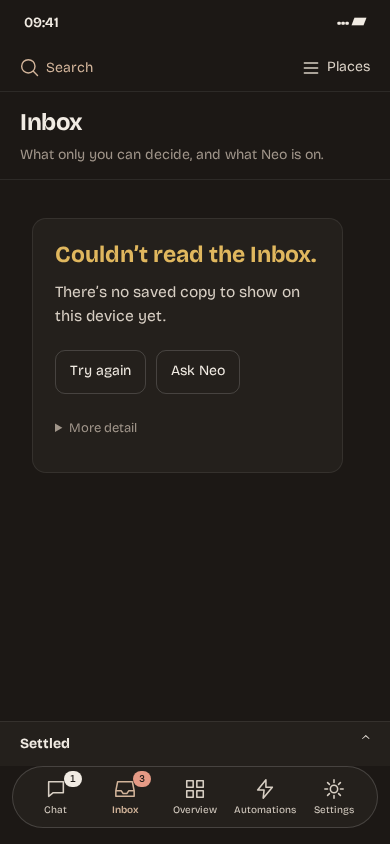 09:41
Search
Places
Inbox
What only you can decide, and what Neo is on.
Couldn’t read the Inbox.
There’s no saved copy to show on
this device yet.
Try again
Ask Neo
More detail
Settled
1
3
Chat
Inbox
Overview
Automations
Settings